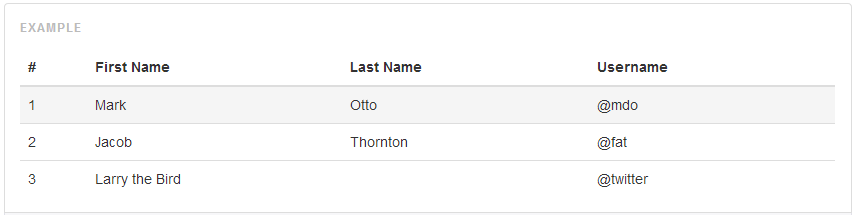 EXAMPLE
# First Name Last Name Username
1 Mark Otto @mdo
2 Jacob Thornton @fat
3 Larry the Bird @twitter